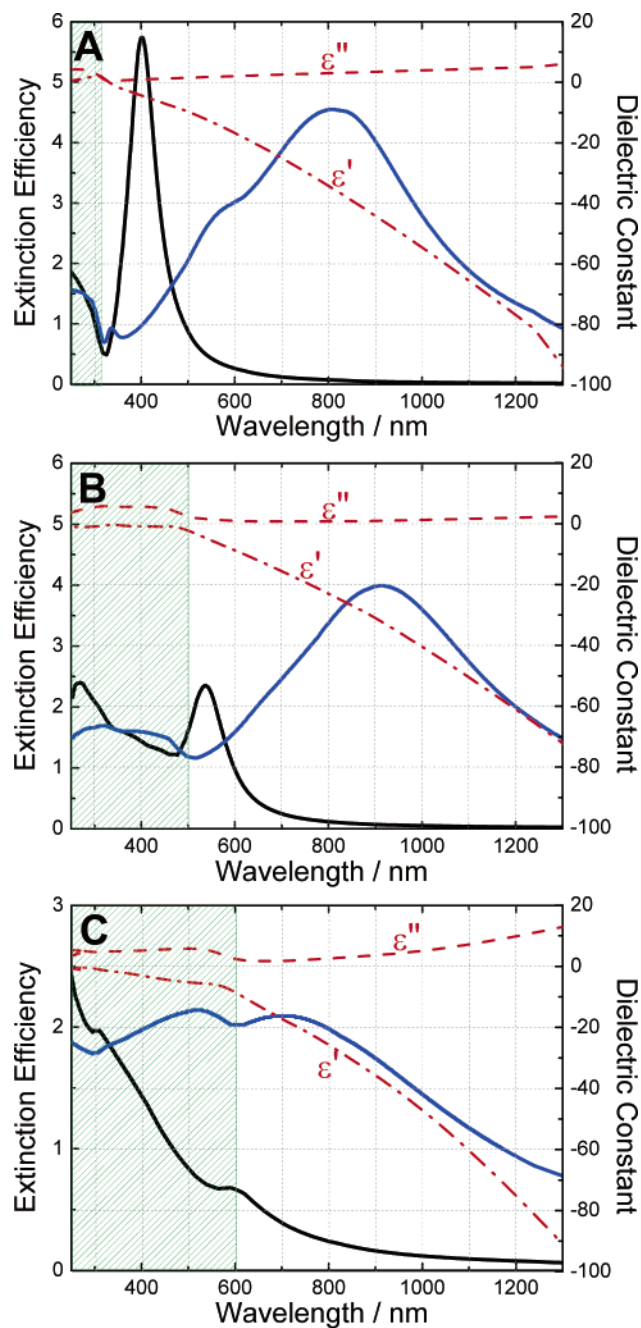 A
ε"
ε'
Extinction Efficiency
6
5
4
3
2
1
0
20
0
-20
-40
-60
-80
-100
Dielectric Constant
400 600 800 1000 1200
Wavelength / nm
B
ε"
ε'
Extinction Efficiency
6
5
4
3
2
1
0
20
0
-20
-40
-60
-80
-100
Dielectric Constant
400 600 800 1000 1200
Wavelength / nm
C
ε"
ε'
Extinction Efficiency
3
2
1
0
20
0
-20
-40
-60
-80
-100
Dielectric Constant
400 600 800 1000 1200
Wavelength / nm